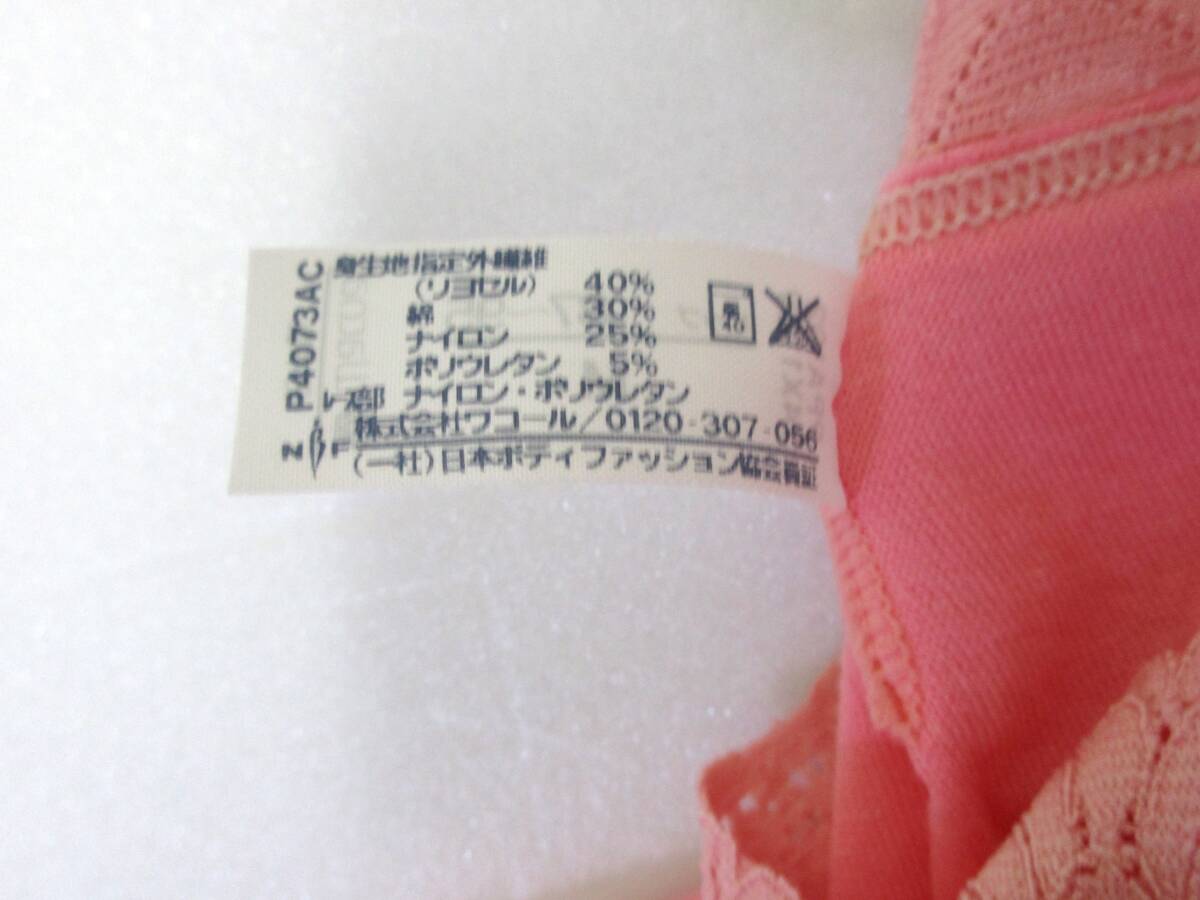 P4073AC
身生地指定外繊維
(リヨセル) 40%
綿 30%
ナイロン 25%
ポリウレタン 5%
レース部 ナイロン・ポリウレタン
株式会社ワコール/0120-307-056
(一社)日本ボディファッション協会員証
NBF